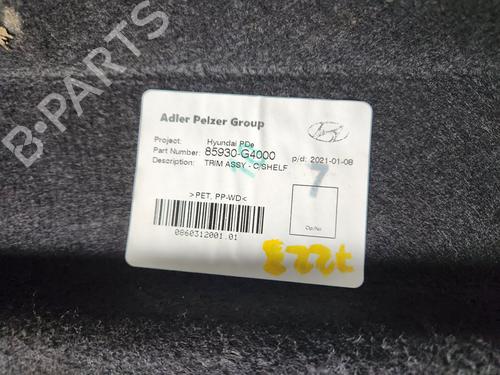 B-PARTS
Adler Pelzer Group
Project: Hyundai PDe
Part Number: 85930-G4000 p/d: 2021-01-08
Description: TRIM ASSY - C/SHELF
7
>PET, PP-WD<
0860312001.01
Op.No